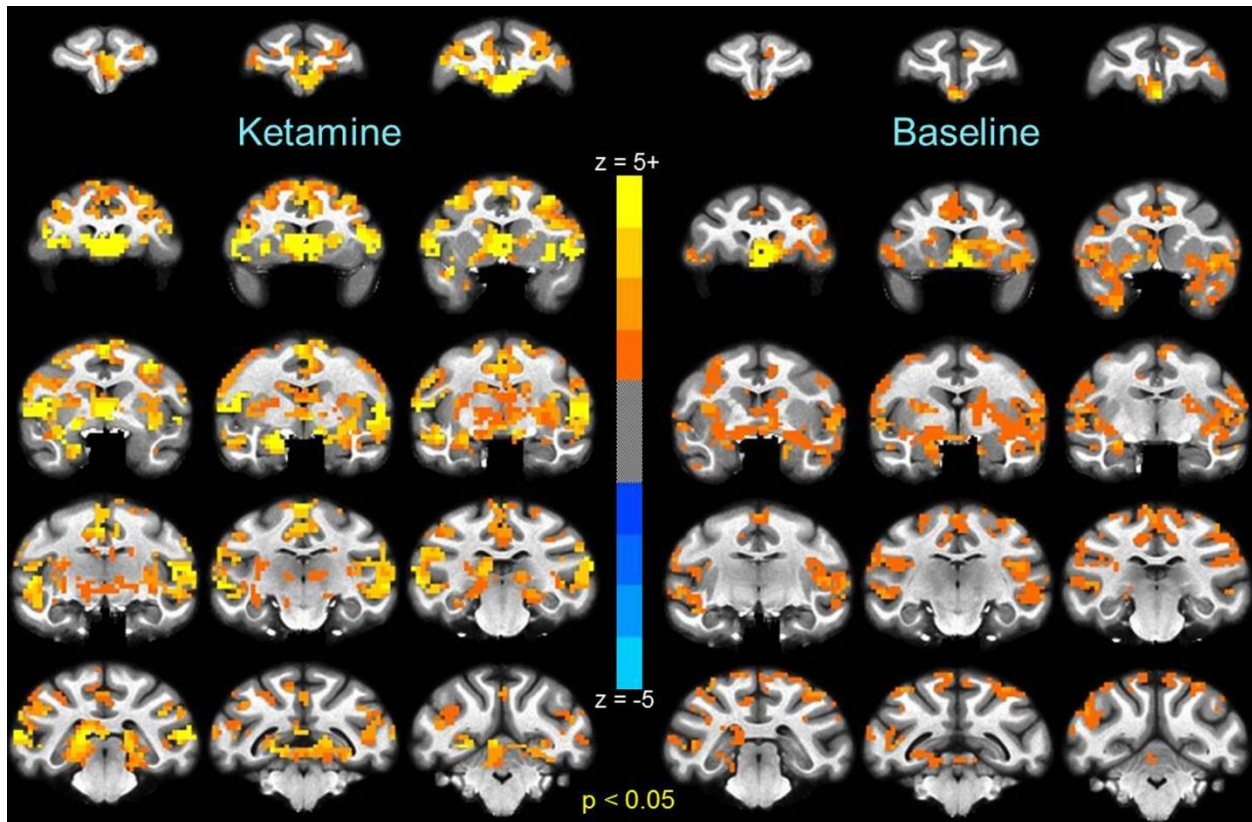 Ketamine
Baseline
z = 5+
z = -5
p < 0.05